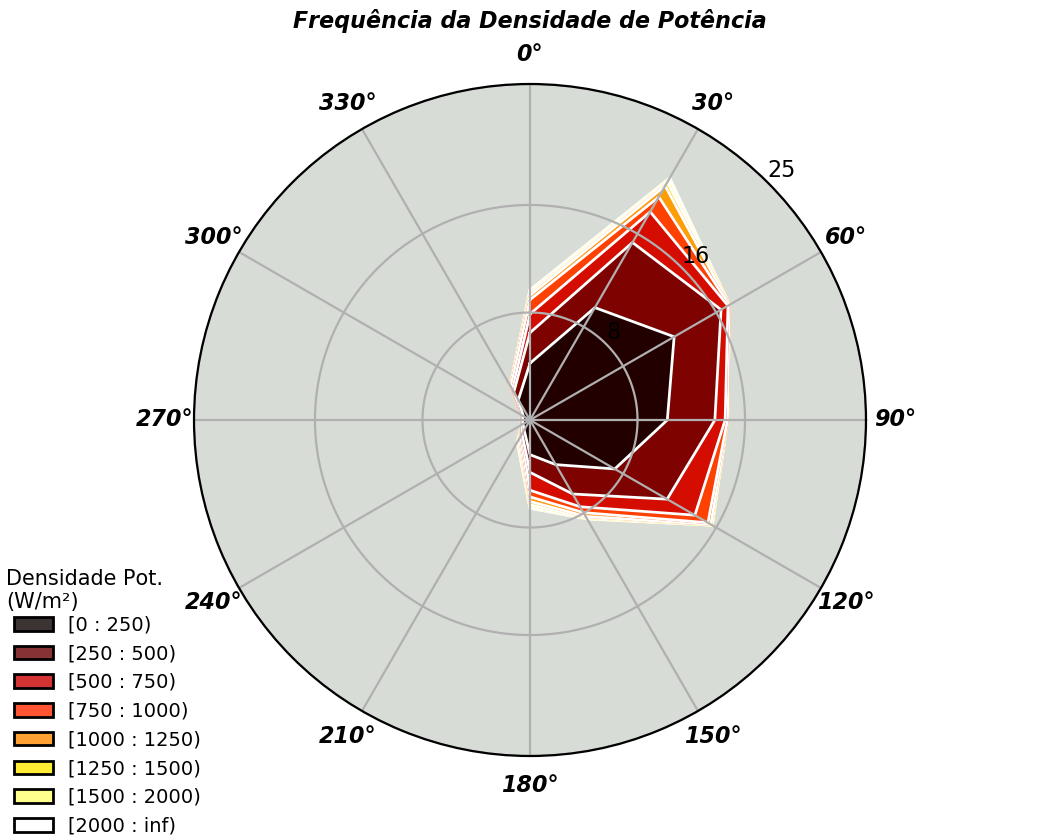 Frequência da Densidade de Potência
0°
330°
30°
25
300°
60°
16
8
270°
90°
240°
120°
210°
150°
180°
Densidade Pot.
(W/m²)
[0 : 250)
[250 : 500)
[500 : 750)
[750 : 1000)
[1000 : 1250)
[1250 : 1500)
[1500 : 2000)
[2000 : inf)